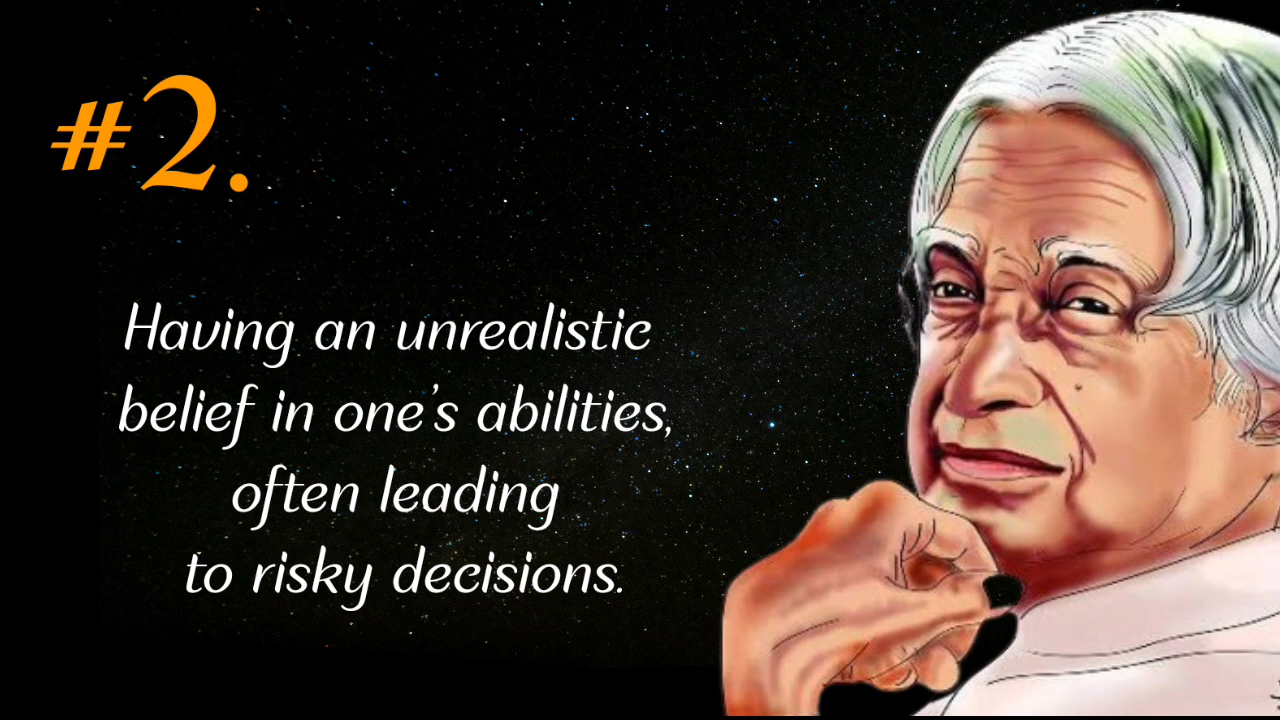 #2.
Having an unrealistic
belief in one’s abilities,
often leading
to risky decisions.